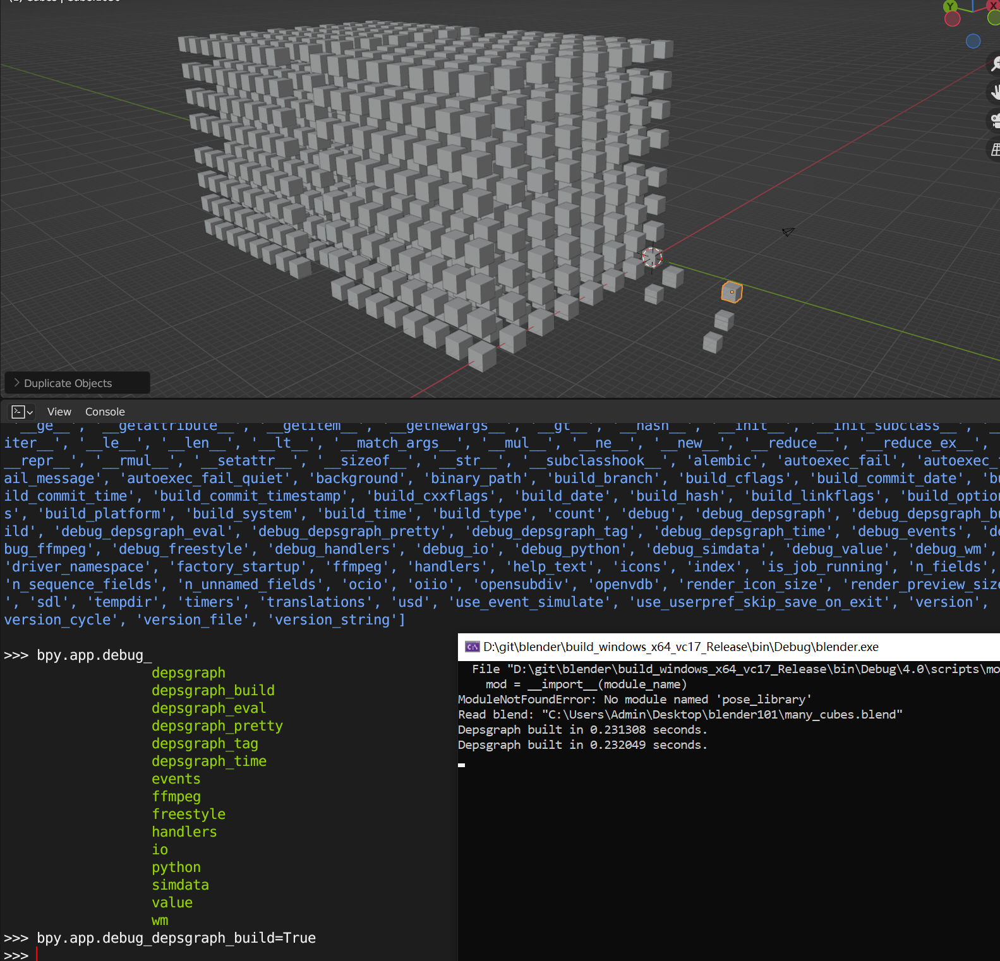 Y
X
Duplicate Objects
View Console
'__ge__', '__getattribute__', '__getitem__', '__getnewargs__', '__gt__', '__hash__', '__init__', '__init_subclass__', '__
iter__', '__le__', '__len__', '__lt__', '__match_args__', '__mul__', '__ne__', '__new__', '__reduce__', '__reduce_ex__', '
__repr__', '__rmul__', '__setattr__', '__sizeof__', '__str__', '__subclasshook__', 'alembic', 'autoexec_fail', 'autoexec_f
ail_message', 'autoexec_fail_quiet', 'background', 'binary_path', 'build_branch', 'build_cflags', 'build_commit_date', 'bu
ild_commit_time', 'build_commit_timestamp', 'build_cxxflags', 'build_date', 'build_hash', 'build_linkflags', 'build_option
s', 'build_platform', 'build_system', 'build_time', 'build_type', 'count', 'debug', 'debug_depsgraph', 'debug_depsgraph_bu
ild', 'debug_depsgraph_eval', 'debug_depsgraph_pretty', 'debug_depsgraph_tag', 'debug_depsgraph_time', 'debug_events', 'de
bug_ffmpeg', 'debug_freestyle', 'debug_handlers', 'debug_io', 'debug_python', 'debug_simdata', 'debug_value', 'debug_wm',
'driver_namespace', 'factory_startup', 'ffmpeg', 'handlers', 'help_text', 'icons', 'index', 'is_job_running', 'n_fields',
'n_sequence_fields', 'n_unnamed_fields', 'ocio', 'oiio', 'opensubdiv', 'openvdb', 'render_icon_size', 'render_preview_size
', 'sdl', 'tempdir', 'timers', 'translations', 'usd', 'use_event_simulate', 'use_userpref_skip_save_on_exit', 'version', '
version_cycle', 'version_file', 'version_string']
>>> bpy.app.debug_
depsgraph
depsgraph_build
depsgraph_eval
depsgraph_pretty
depsgraph_tag
depsgraph_time
events
ffmpeg
freestyle
handlers
io
python
simdata
value
wm
>>> bpy.app.debug_depsgraph_build=True
>>>
D:\git\blender\build_windows_x64_vc17_Release\bin\Debug\blender.exe
File "D:\git\blender\build_windows_x64_vc17_Release\bin\Debug\4.0\scripts\mo
mod = __import__(module_name)
ModuleNotFoundError: No module named 'pose_library'
Read blend: "C:\Users\Admin\Desktop\blender101\many_cubes.blend"
Depsgraph built in 0.231308 seconds.
Depsgraph built in 0.232049 seconds.